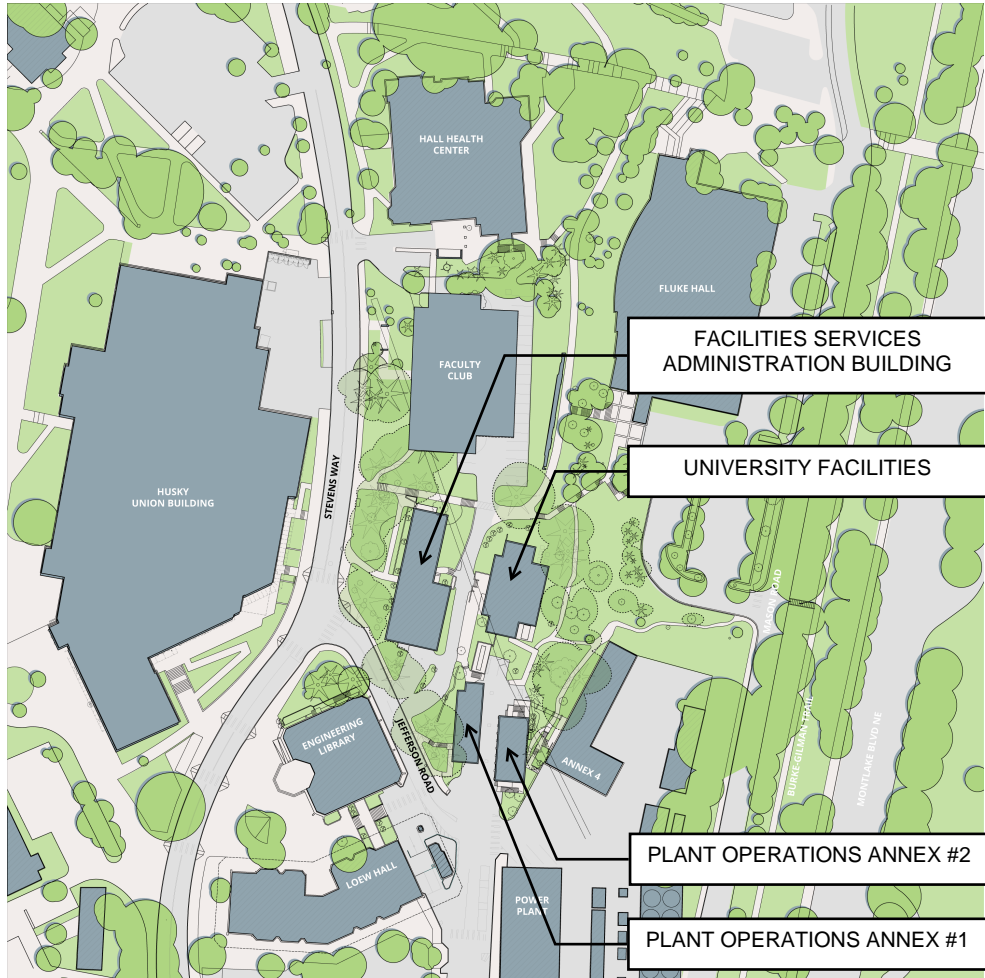 HALL HEALTH
CENTER
FLUKE HALL
FACILITIES SERVICES
ADMINISTRATION BUILDING
FACULTY
CLUB
UNIVERSITY FACILITIES
HUSKY
UNION BUILDING
STEVENS WAY
MASON ROAD
ENGINEERING
LIBRARY
JEFFERSON ROAD
ANNEX 4
BURKE-GILMAN TRAIL
MONTLAKE BLVD NE
PLANT OPERATIONS ANNEX #2
LOEW HALL
POWER
PLANT
PLANT OPERATIONS ANNEX #1